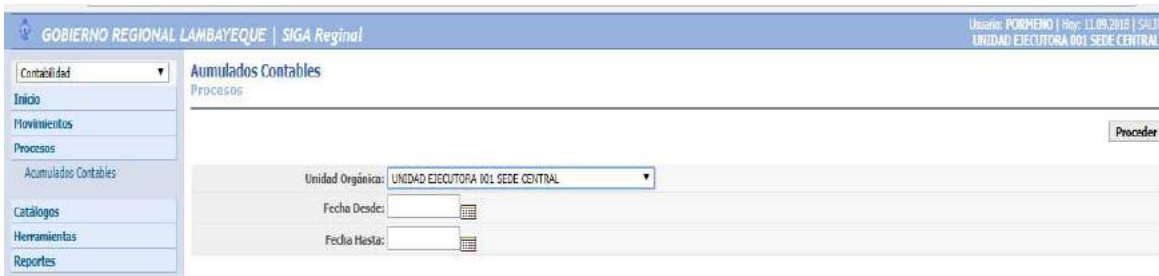 GOBIERNO REGIONAL LAMBAYEQUE | SIGA Reginal
Usuario: PORMENO | Hoy: 11.09.2018 | SALIR
UNIDAD EJECUTORA 001 SEDE CENTRAL
Contabilidad
Inicio
Movimientos
Procesos
Acumulados Contables
Catálogos
Herramientas
Reportes
Aumulados Contables
Procesos
Proceder
Unidad Orgánica: UNIDAD EJECUTORA 001 SEDE CENTRAL
Fecha Desde:
Fecha Hasta: